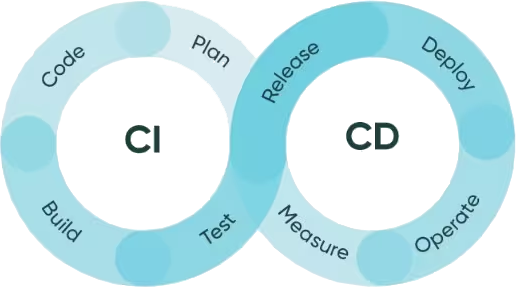 Plan
Code
CI
Build
Test
Release
Deploy
CD
Operate
Measure